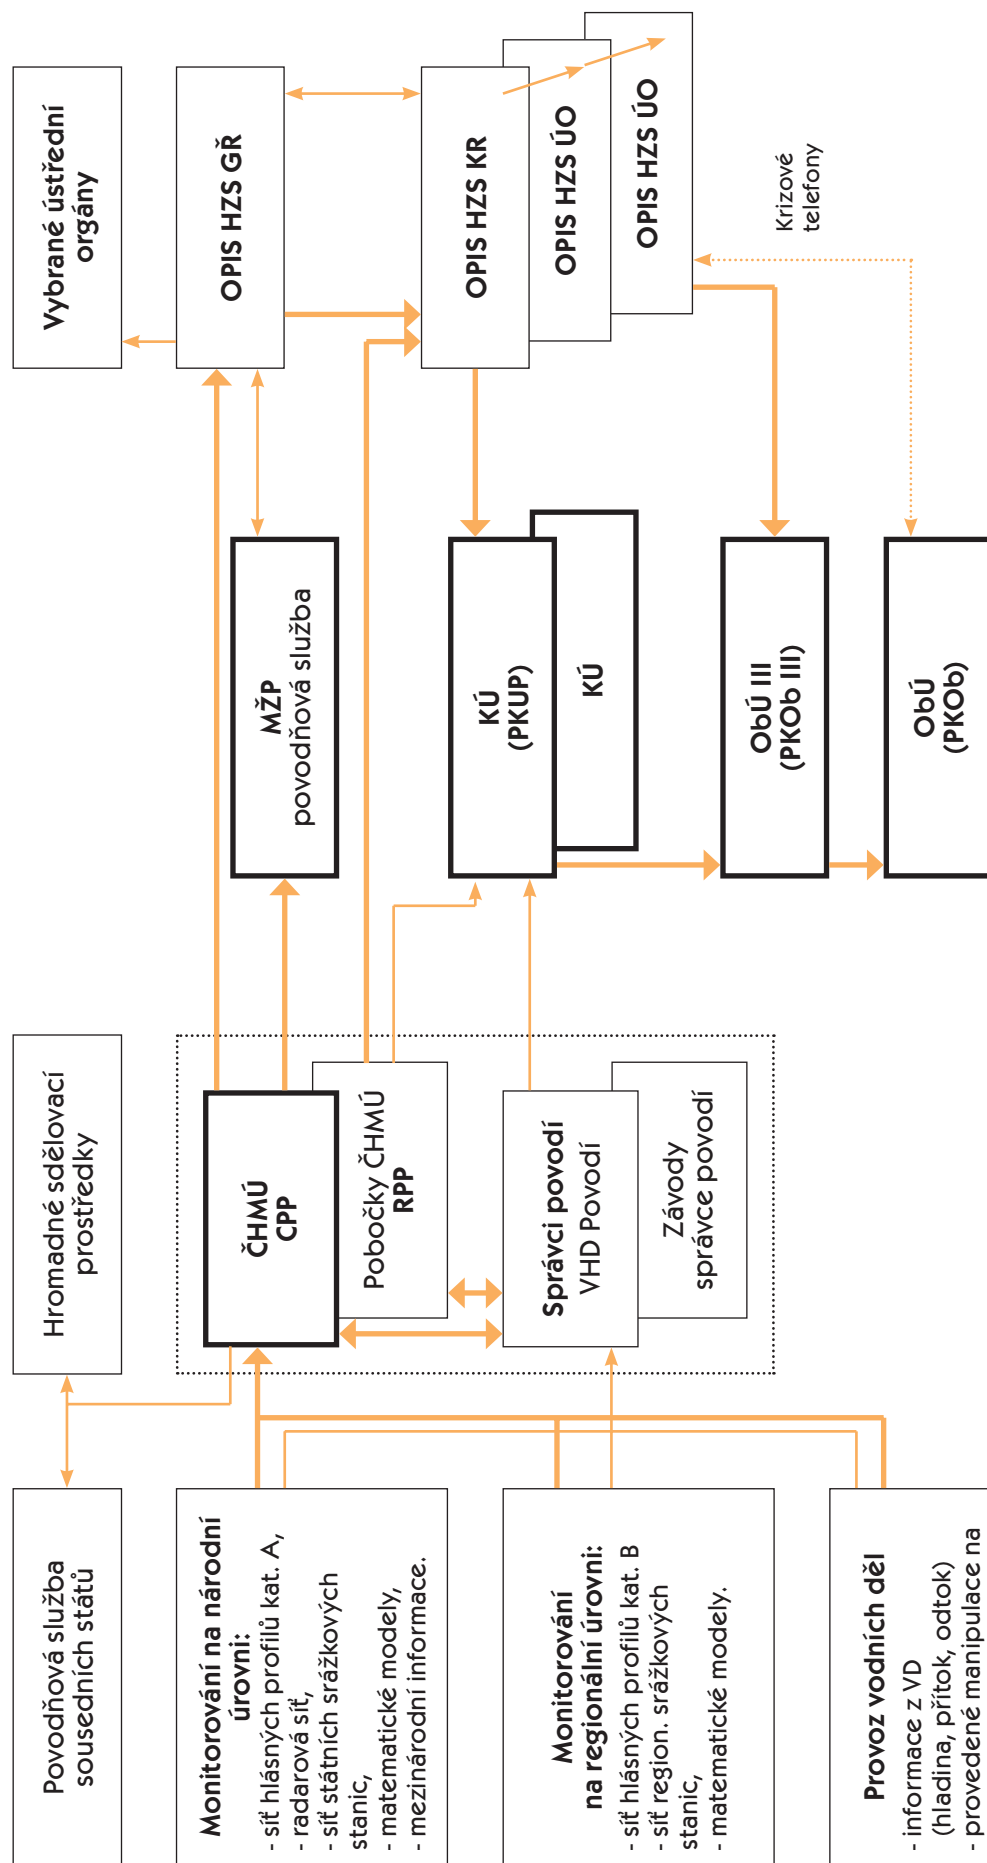 Povodňová služba
sousedních států
Hromadné sdělovací
prostředky
Vybrané ústřední
orgány
Monitorování na národní
úrovni:
- síť hlásných profilů kat. A,
- radarová síť,
- síť státních srážkových
stanic,
- matematické modely,
- mezinárodní informace.
ČHMÚ
CPP
Pobočky ČHMÚ
RPP
MŽP
povodňová služba
OPIS HZS GŘ
Monitorování
na regionální úrovni:
- síť hlásných profilů kat. B
- síť region. srážkových
stanic,
- matematické modely.
Správci povodí
VHD Povodí
Závody
správce povodí
KÚ
(PKUP)
KÚ
OPIS HZS KR
OPIS HZS ÚO
OPIS HZS ÚO
Provoz vodních děl
- informace z VD
(hladina, přítok, odtok)
- provedené manipulace na
ObÚ III
(PKOb III)
ObÚ
(PKOb)
Krizové
telefony